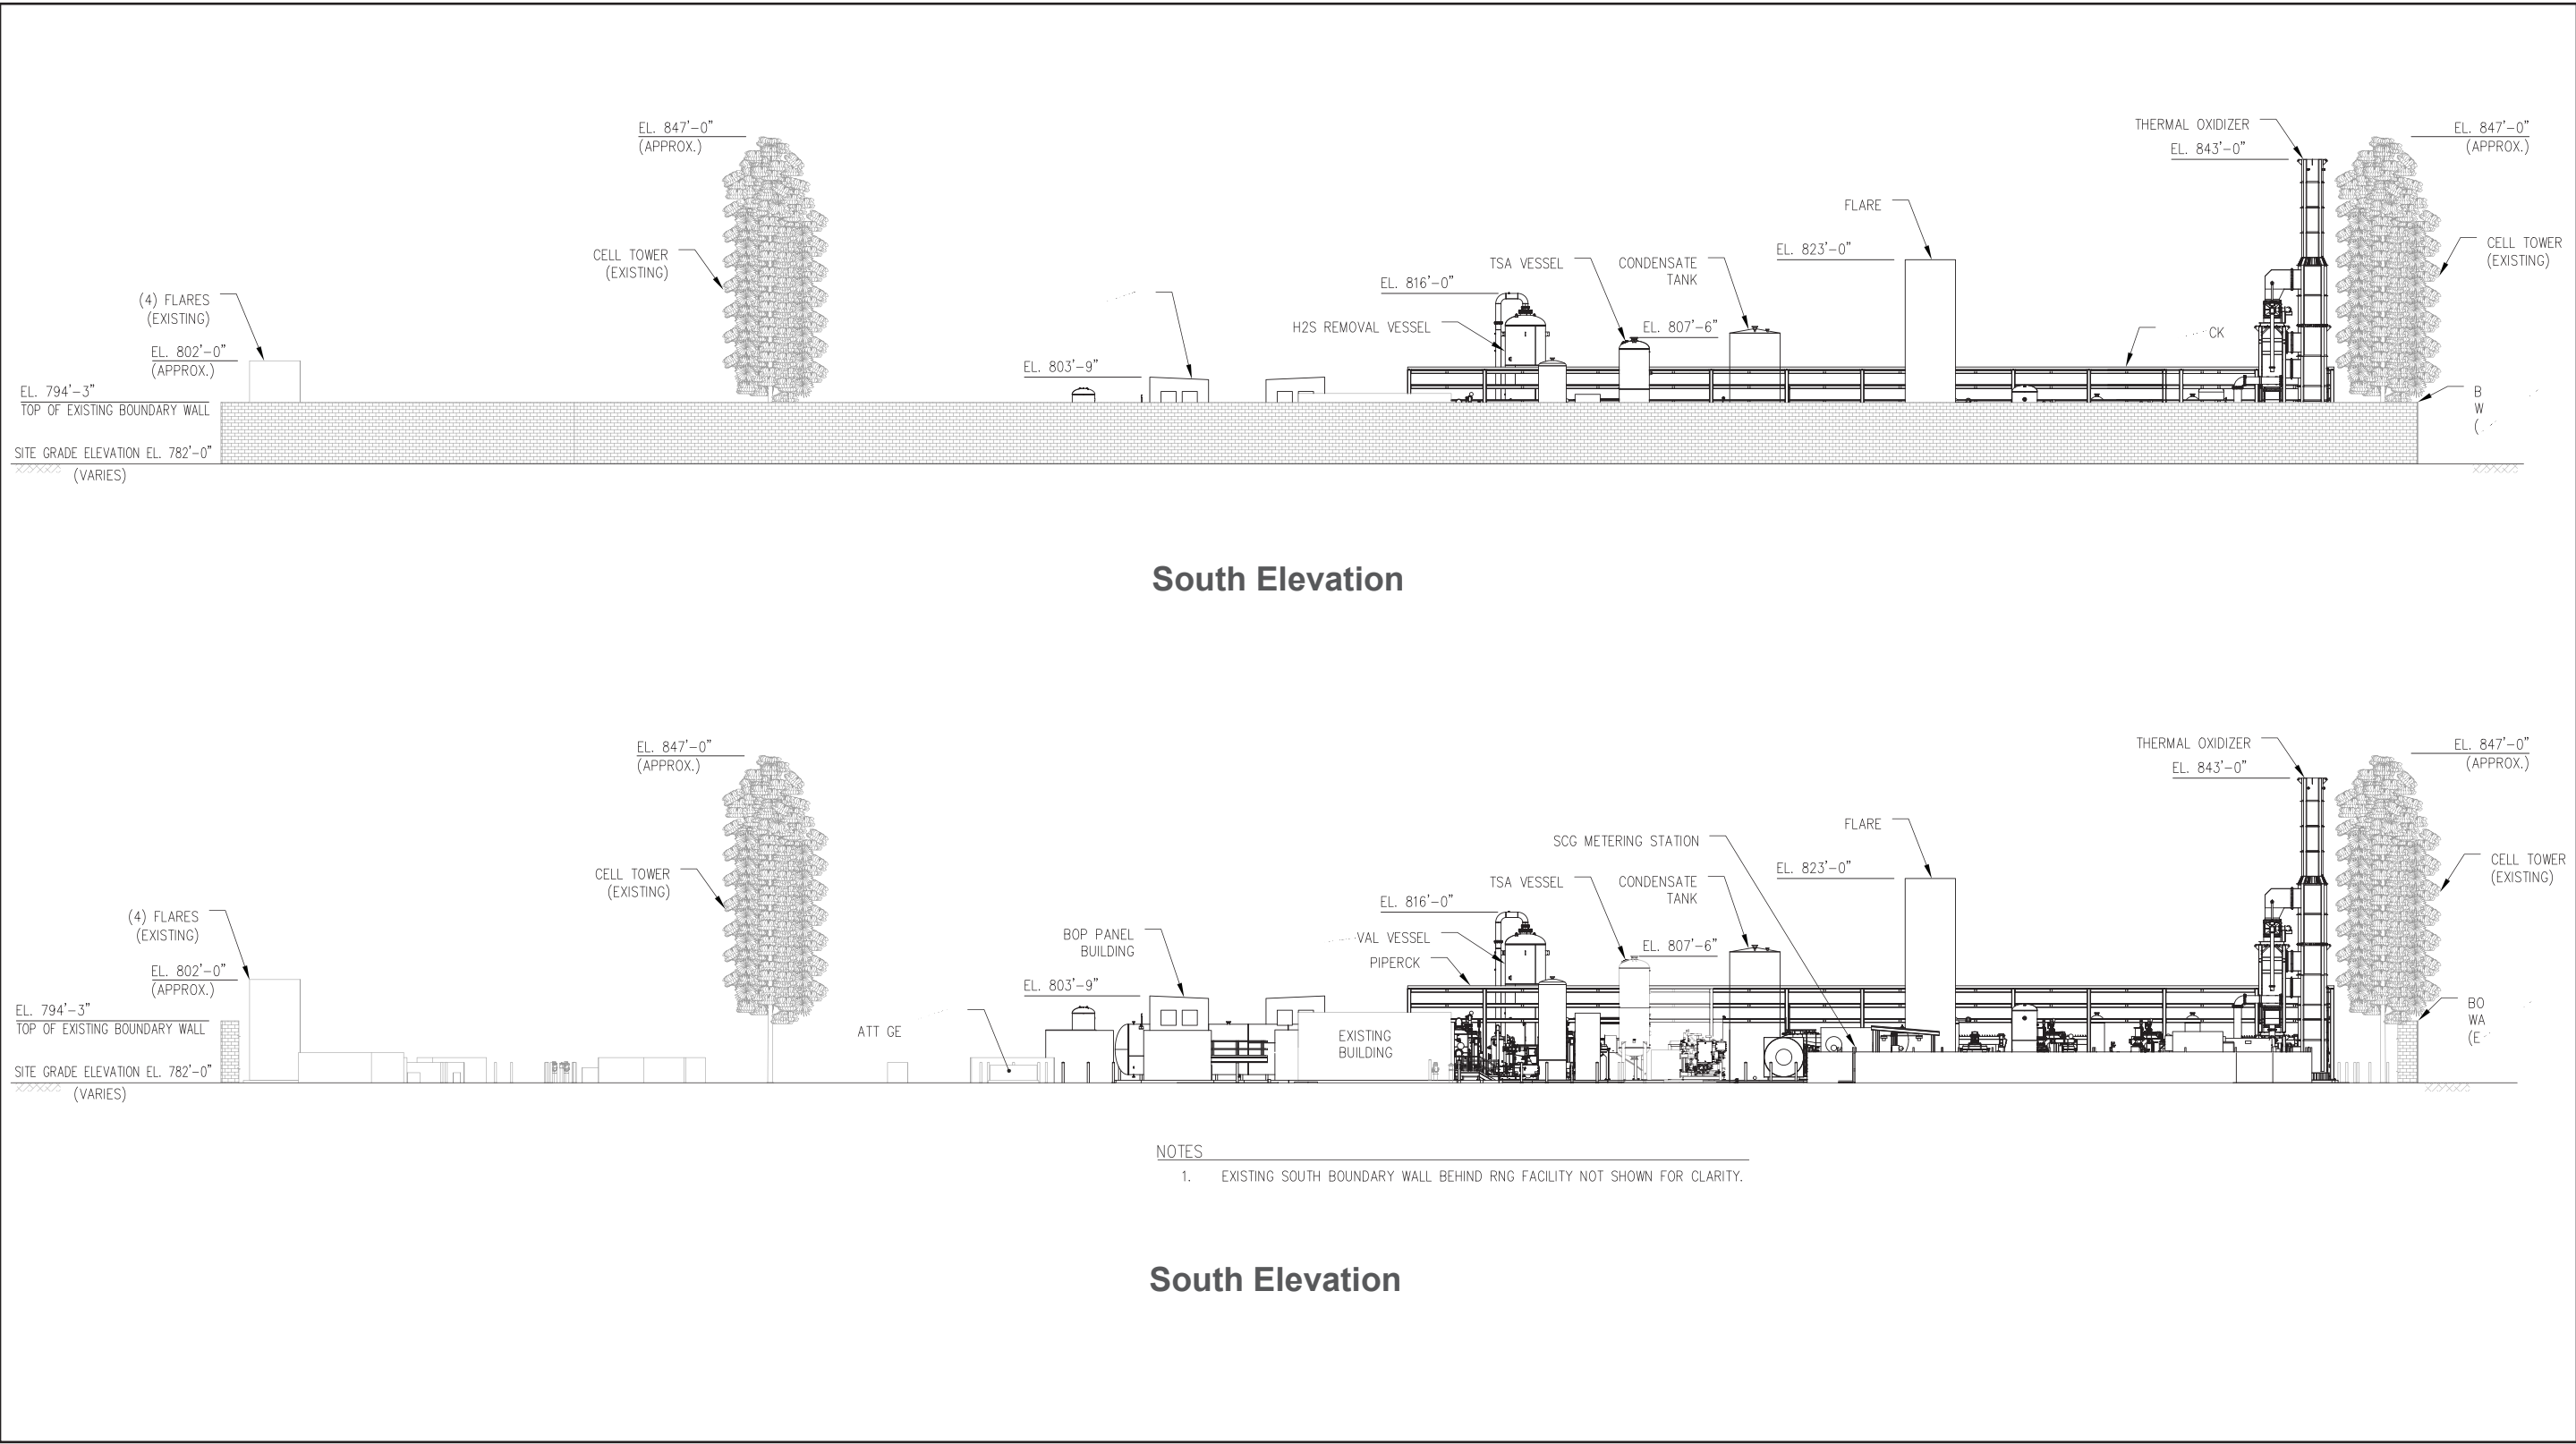 EL. 847'-0"
(APPROX.)
THERMAL OXIDIZER
EL. 843'-0"
EL. 847'-0"
(APPROX.)
FLARE
CELL TOWER
(EXISTING)
TSA VESSEL
CONDENSATE
TANK
EL. 823'-0"
CELL TOWER
(EXISTING)
(4) FLARES
(EXISTING)
EL. 816'-0"
H2S REMOVAL VESSEL
EL. 807'-6"
CK
EL. 802'-0"
(APPROX.)
EL. 803'-9"
EL. 794'-3"
TOP OF EXISTING BOUNDARY WALL
B
W
(
SITE GRADE ELEVATION EL. 782'-0"
(VARIES)
South Elevation
EL. 847'-0"
(APPROX.)
THERMAL OXIDIZER
EL. 843'-0"
EL. 847'-0"
(APPROX.)
FLARE
SCG METERING STATION
CELL TOWER
(EXISTING)
TSA VESSEL
CONDENSATE
TANK
EL. 823'-0"
CELL TOWER
(EXISTING)
(4) FLARES
(EXISTING)
EL. 816'-0"
BOP PANEL
BUILDING
VAL VESSEL
EL. 807'-6"
PIPERCK
EL. 802'-0"
(APPROX.)
EL. 803'-9"
EL. 794'-3"
TOP OF EXISTING BOUNDARY WALL
ATT GE
EXISTING
BUILDING
BO
WA
(E
SITE GRADE ELEVATION EL. 782'-0"
(VARIES)
NOTES
1. EXISTING SOUTH BOUNDARY WALL BEHIND RNG FACILITY NOT SHOWN FOR CLARITY.
South Elevation